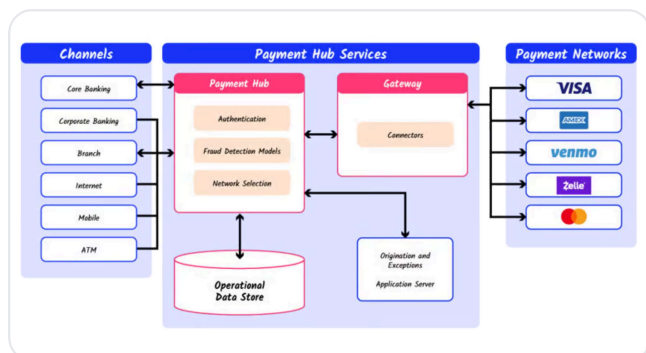 Channels
Core Banking
Corporate Banking
Branch
Internet
Mobile
ATM
Payment Hub Services
Payment Hub
Authentication
Fraud Detection Models
Network Selection
Operational
Data Store
Gateway
Connectors
Origination and
Exceptions
Application Server
Payment Networks
VISA
AMEX
venmo
Zelle